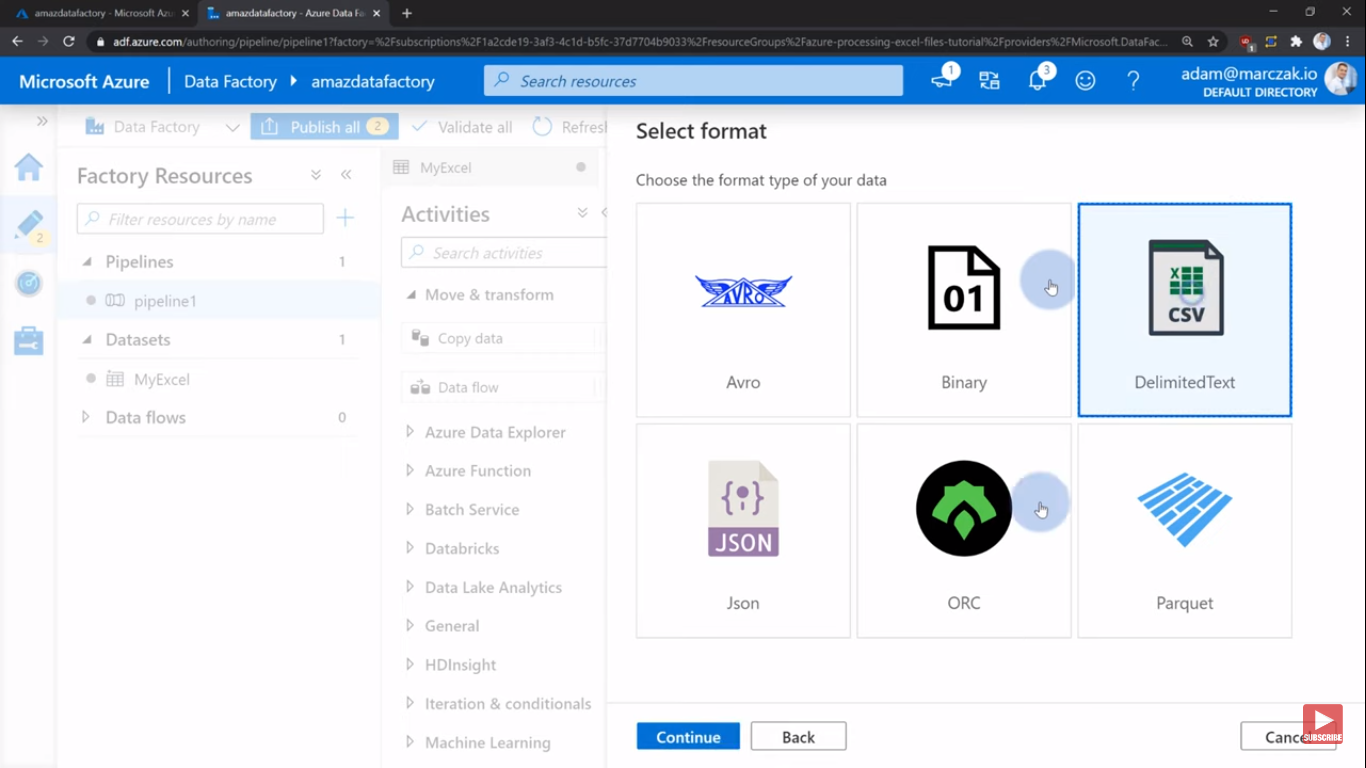 amazdatafactory - Microsoft Azu
amazdatafactory - Azure Data Fa
adf.azure.com/authoring/pipeline/pipeline1?factory=%2Fsubscriptions%2F1a2cde19-3af3-4c1d-b5fc-37d7704b9033%2FresourceGroups%2Fazure-processing-excel-files-tutorial%2Fproviders%2FMicrosoft.DataFac...
Microsoft Azure
Data Factory
amazdatafactory
Search resources
1
3
adam@marczak.io
DEFAULT DIRECTORY
Data Factory
Publish all 2
Validate all
Refresh
2
Factory Resources
Filter resources by name
Pipelines 1
pipeline1
Datasets 1
MyExcel
Data flows 0
MyExcel
Activities
Search activities
Move & transform
Copy data
Data flow
Azure Data Explorer
Azure Function
Batch Service
Databricks
Data Lake Analytics
General
HDInsight
Iteration & conditionals
Machine Learning
Select format
Choose the format type of your data
AVRO
Avro
01
Binary
X
CSV
DelimitedText
{:}
JSON
Json
ORC
Parquet
Continue
Back
Cancel
SUBSCRIBE